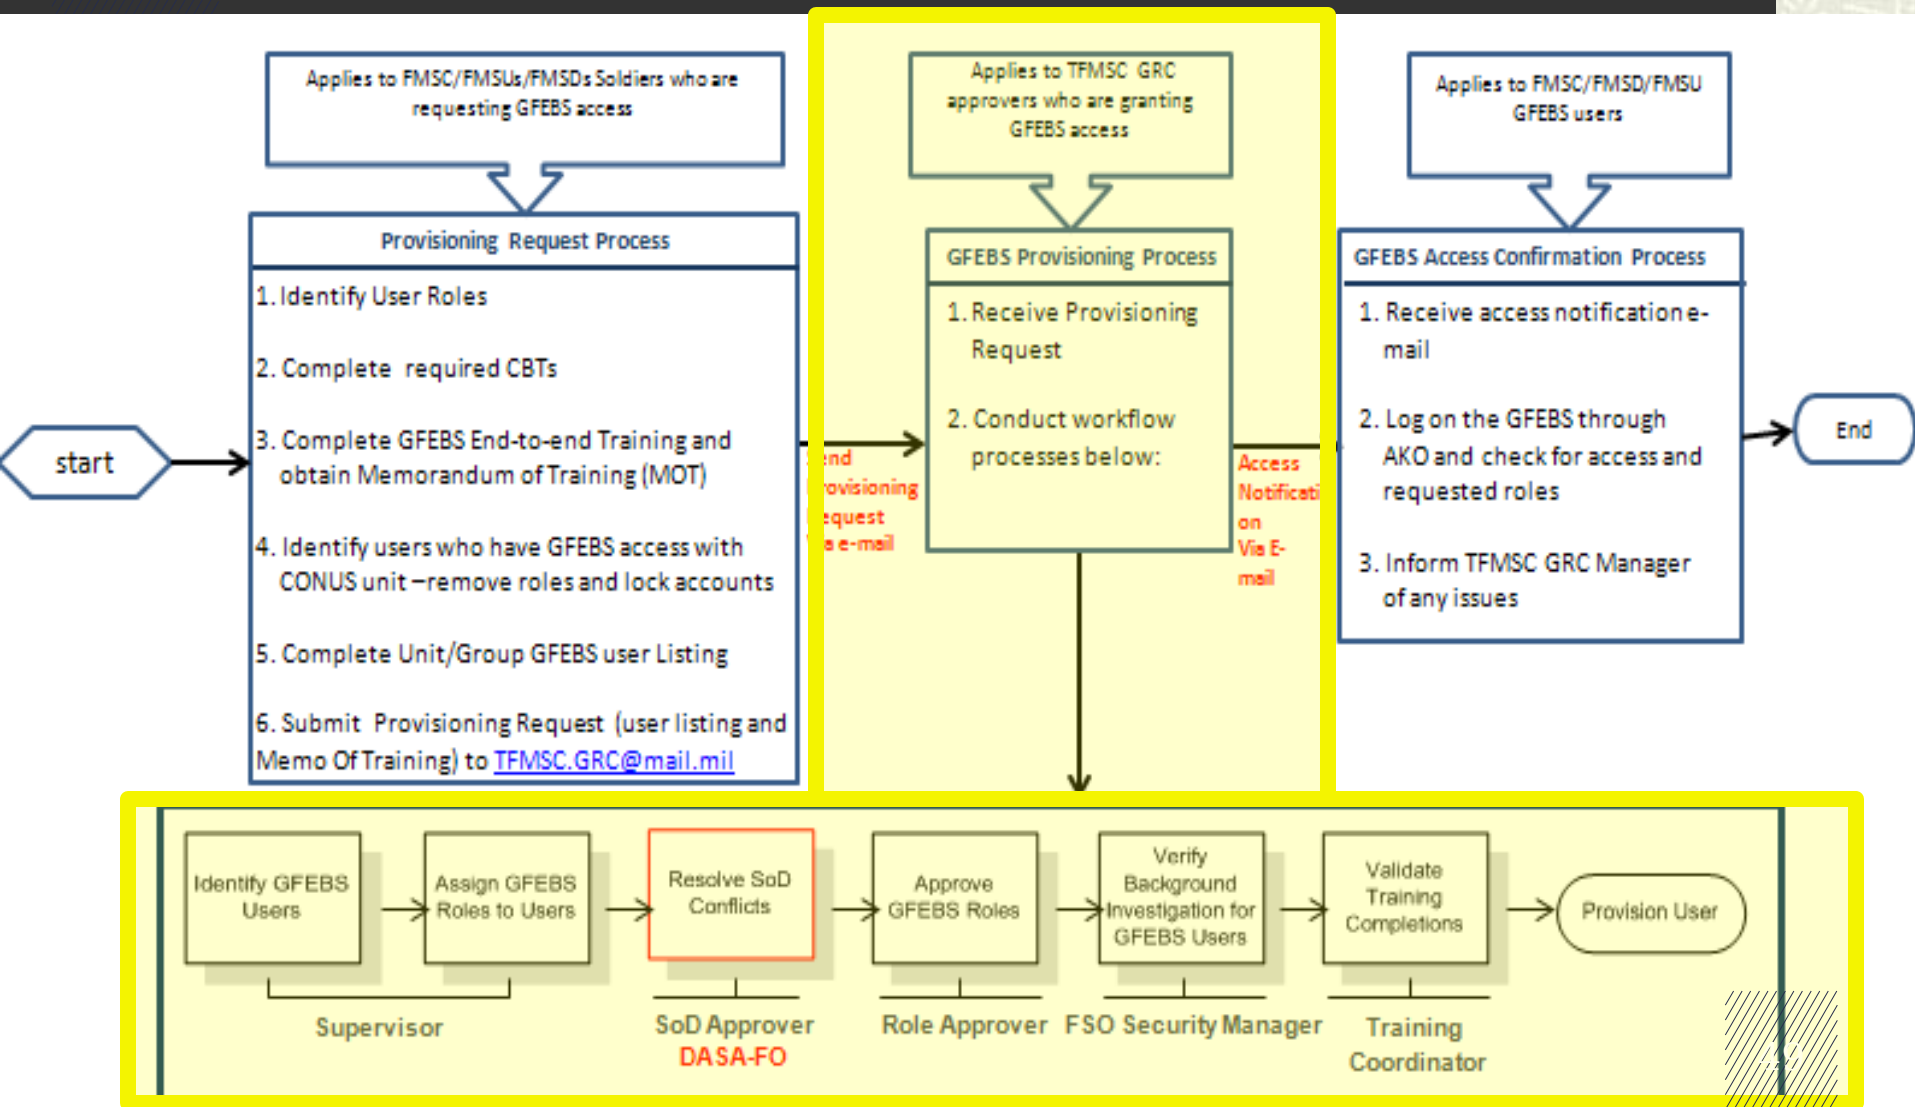 Applies to FMSC/FMSUs/FMSDs Soldiers who are
requesting GFEBS access
Applies to TFMSC GRC
approvers who are granting
GFEBS access
Applies to FMSC/FMSD/FMSU
GFEBS users
start
Provisioning Request Process
1. Identify User Roles
2. Complete required CBTs
3. Complete GFEBS End-to-end Training and
obtain Memorandum of Training (MOT)
4. Identify users who have GFEBS access with
CONUS unit –remove roles and lock accounts
5. Complete Unit/Group GFEBS user Listing
6. Submit Provisioning Request (user listing and
Memo Of Training) to TFMSC.GRC@mail.mil
Send
Provisioning
Request
Via e-mail
GFEBS Provisioning Process
1. Receive Provisioning
Request
2. Conduct workflow
processes below:
Access
Notificati
on
Via E-
mail
GFEBS Access Confirmation Process
1. Receive access notification e-
mail
2. Log on the GFEBS through
AKO and check for access and
requested roles
3. Inform TFMSC GRC Manager
of any issues
End
Identify GFEBS
Users
Assign GFEBS
Roles to Users
Resolve SoD
Conflicts
Approve
GFEBS Roles
Verify
Background
Investigation for
GFEBS Users
Validate
Training
Completions
Provision User
Supervisor
SoD Approver
DASA-FO
Role Approver
FSO Security Manager
Training
Coordinator